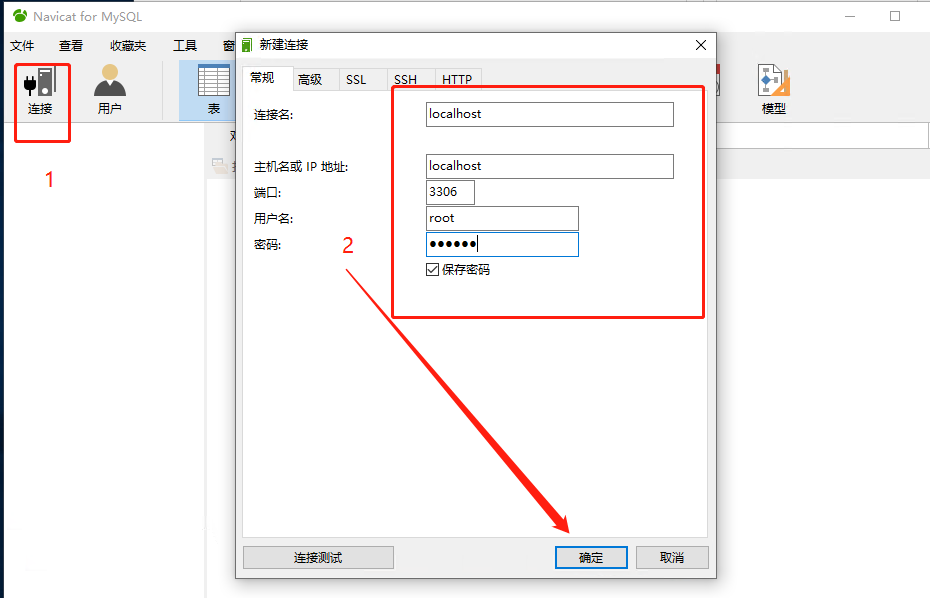 Navicat for MySQL
文件 查看 收藏夹 工具
连接 用户 表 模型
1
新建连接
常规 高级 SSL SSH HTTP
连接名: localhost
主机名或 IP 地址: localhost
端口: 3306
用户名: root
密码: ●●●●●●
2
保存密码
连接测试 确定 取消